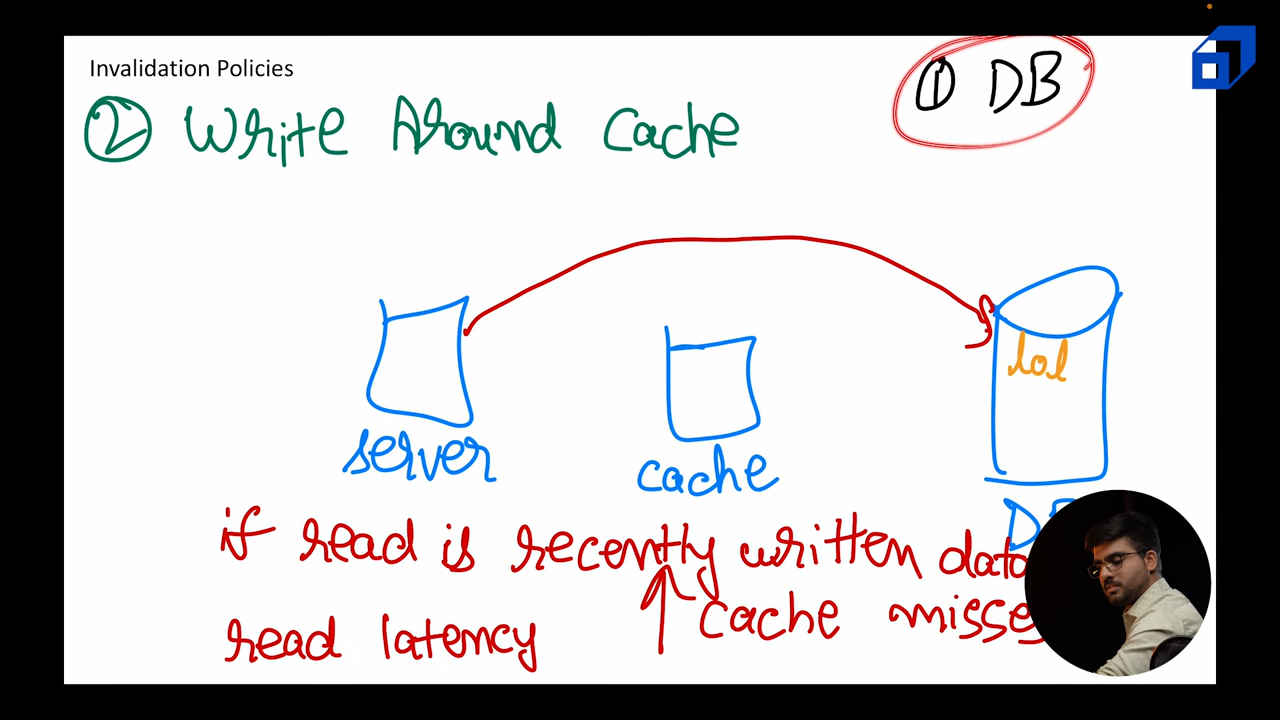 Invalidation Policies
① DB
② Write Around Cache
lol
server
cache
if read is recently written data
read latency ↑ cache misse